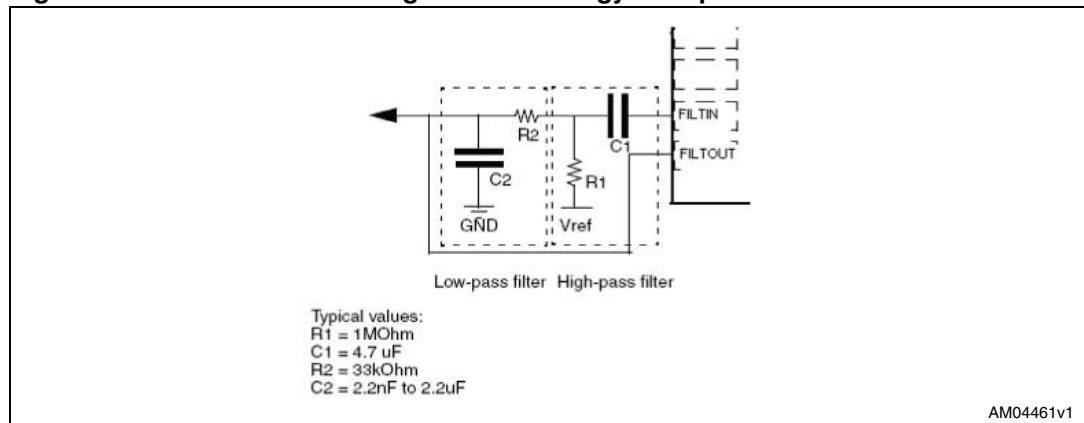 FILTIN
R2
C1
FILTOUT
C2
R1
GND
Vref
Low-pass filter High-pass filter
Typical values:
R1 = 1MOhm
C1 = 4.7 uF
R2 = 33kOhm
C2 = 2.2nF to 2.2uF
AM04461v1